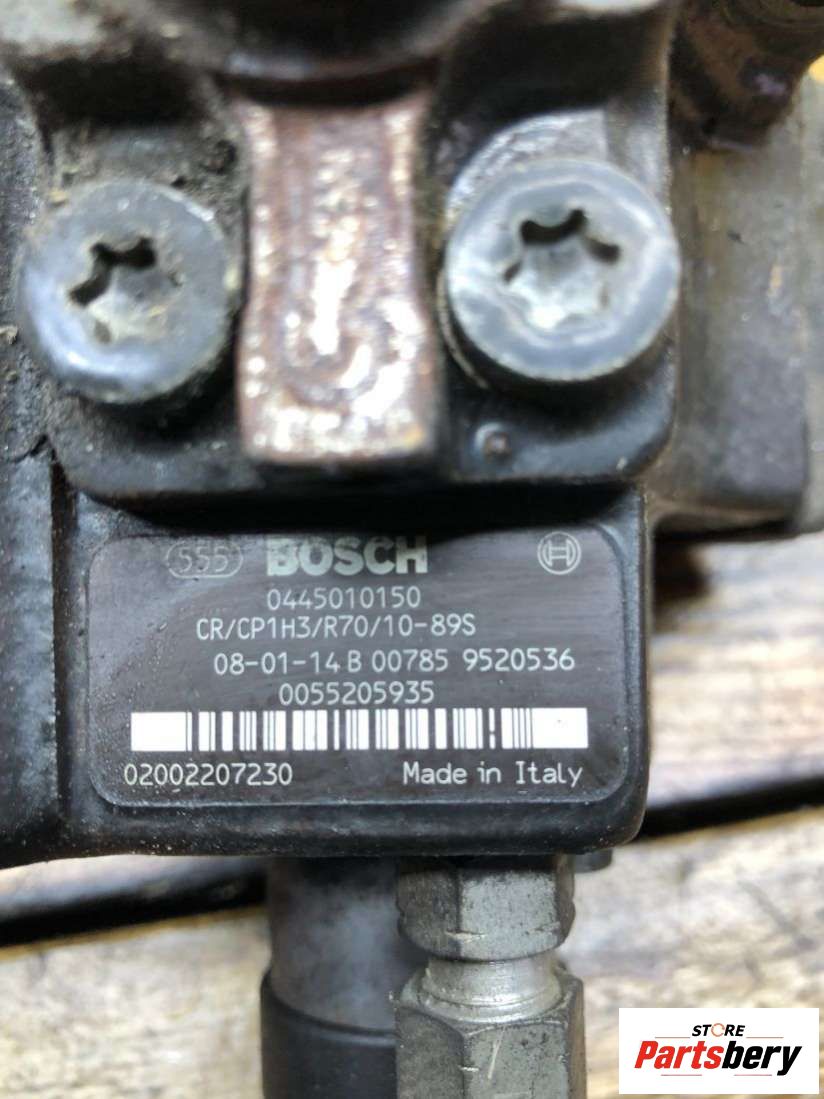 555 BOSCH
0445010150
CR/CP1H3/R70/10-89S
08-01-14 B 00785 9520536
0055205935
02002207230 Made in Italy
STORE
Partsbery